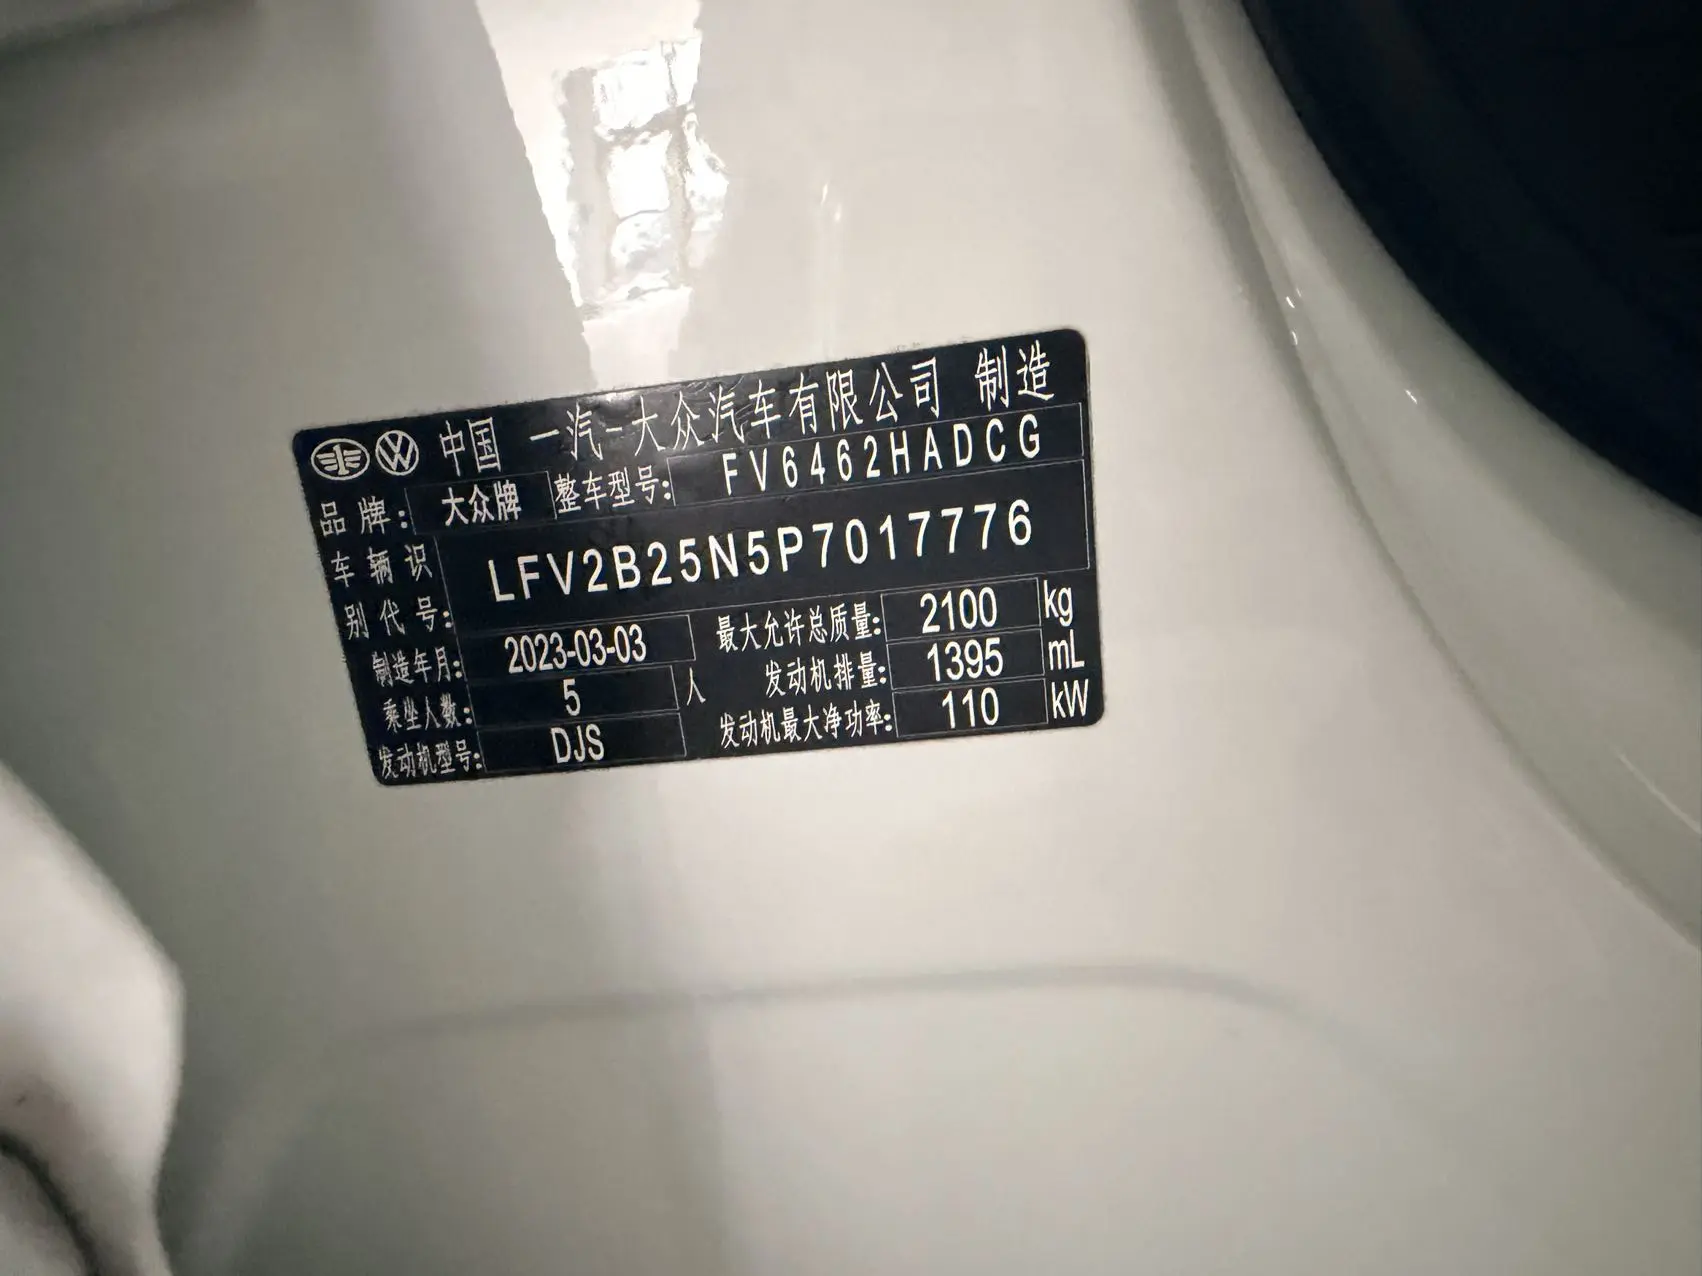 中国 一汽-大众汽车有限公司 制造
品牌: 大众牌 整车型号: FV6462HADCG
车辆识别代号: LFV2B25N5P7017776
制造年月: 2023-03-03 最大允许总质量: 2100 kg
乘坐人数: 5 人 发动机排量: 1395 mL
发动机型号: DJS 发动机最大净功率: 110 kW